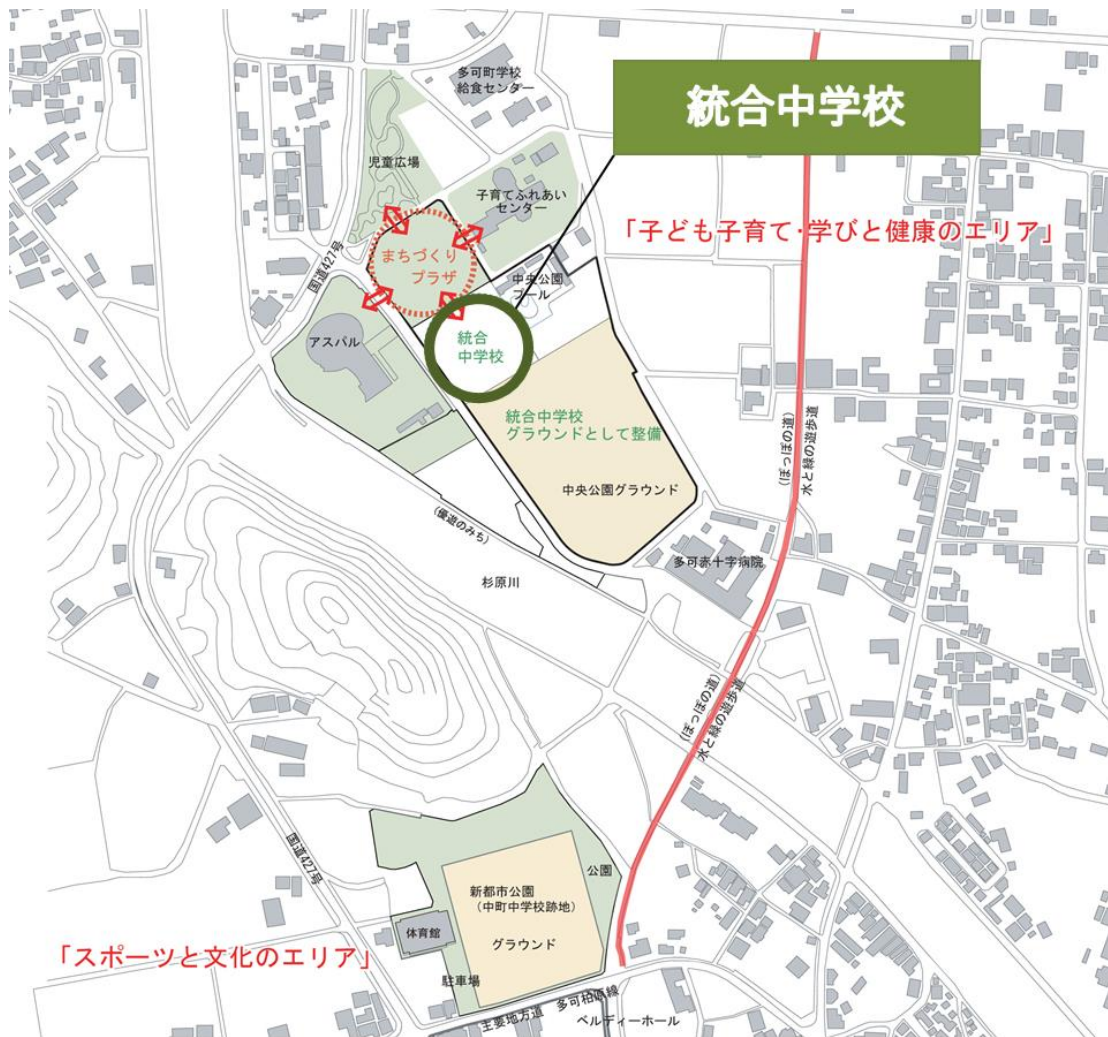 多可町学校
給食センター
統合中学校
児童広場
子育てふれあい
センター
「子ども子育て・学びと健康のエリア」
まちづくり
プラザ
国道427号
中央公園
プール
アスパル
統合
中学校
統合中学校
グラウンドとして整備
中央公園グラウンド
(ぽっぽの道)
水と緑の遊歩道
(優遊のみち)
多可赤十字病院
杉原川
(ぽっぽの道)
水と緑の遊歩道
国道427号
公園
新都市公園
(中町中学校跡地)
体育館
グラウンド
「スポーツと文化のエリア」
駐車場
主要地方道 多可柏原線
ベルディーホール